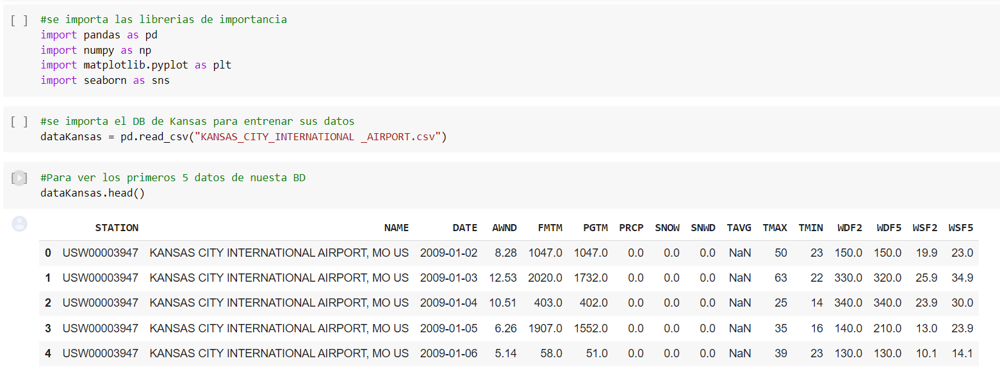 [ ] #se importa las librerias de importancia
import pandas as pd
import numpy as np
import matplotlib.pyplot as plt
import seaborn as sns
[ ] #se importa el DB de Kansas para entrenar sus datos
dataKansas = pd.read_csv("KANSAS_CITY_INTERNATIONAL _AIRPORT.csv")
[ ] #Para ver los primeros 5 datos de nuesta BD
dataKansas.head()
STATION NAME DATE AWND FMTM PGTM PRCP SNOW SNWD TAVG TMAX TMIN WDF2 WDF5 WSF2 WSF5
0 USW00003947 KANSAS CITY INTERNATIONAL AIRPORT, MO US 2009-01-02 8.28 1047.0 1047.0 0.0 0.0 0.0 NaN 50 23 150.0 150.0 19.9 23.0
1 USW00003947 KANSAS CITY INTERNATIONAL AIRPORT, MO US 2009-01-03 12.53 2020.0 1732.0 0.0 0.0 0.0 NaN 63 22 330.0 320.0 25.9 34.9
2 USW00003947 KANSAS CITY INTERNATIONAL AIRPORT, MO US 2009-01-04 10.51 403.0 402.0 0.0 0.0 0.0 NaN 25 14 340.0 340.0 23.9 30.0
3 USW00003947 KANSAS CITY INTERNATIONAL AIRPORT, MO US 2009-01-05 6.26 1907.0 1552.0 0.0 0.0 0.0 NaN 35 16 140.0 210.0 13.0 23.9
4 USW00003947 KANSAS CITY INTERNATIONAL AIRPORT, MO US 2009-01-06 5.14 58.0 51.0 0.0 0.0 0.0 NaN 39 23 130.0 130.0 10.1 14.1